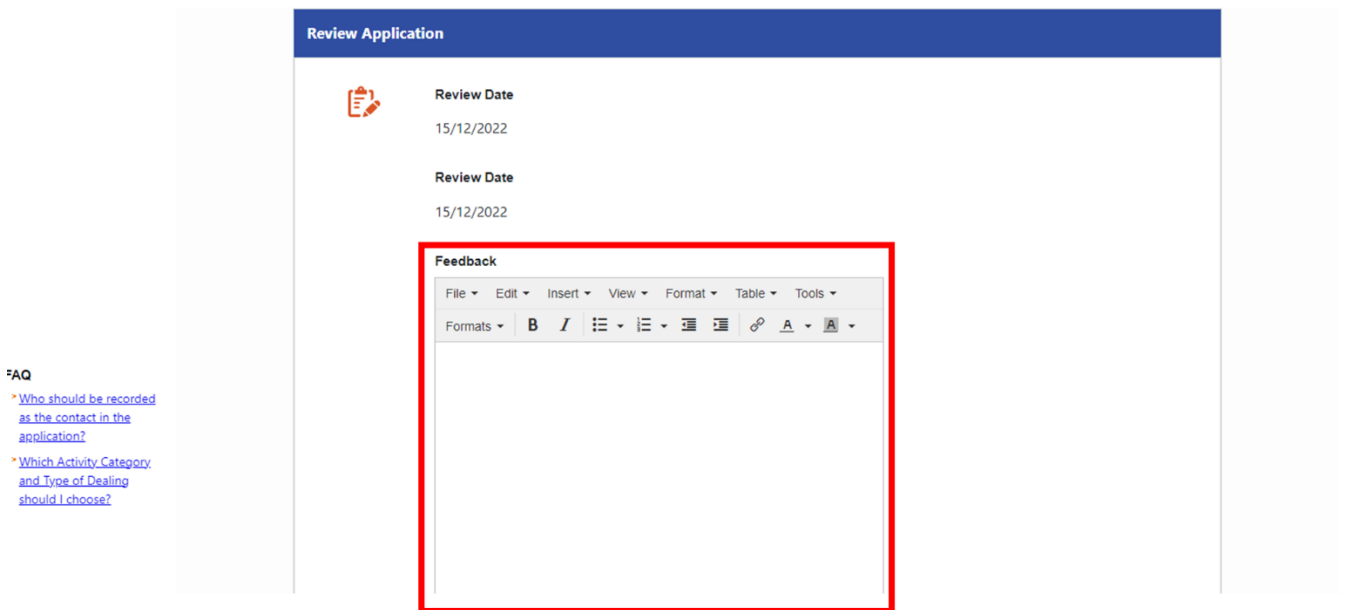 Review Application
Review Date
15/12/2022
Review Date
15/12/2022
Feedback
File Edit Insert View Format Table Tools
Formats B I A A
FAQ
Who should be recorded
as the contact in the
application?
Which Activity Category
and Type of Dealing
should I choose?